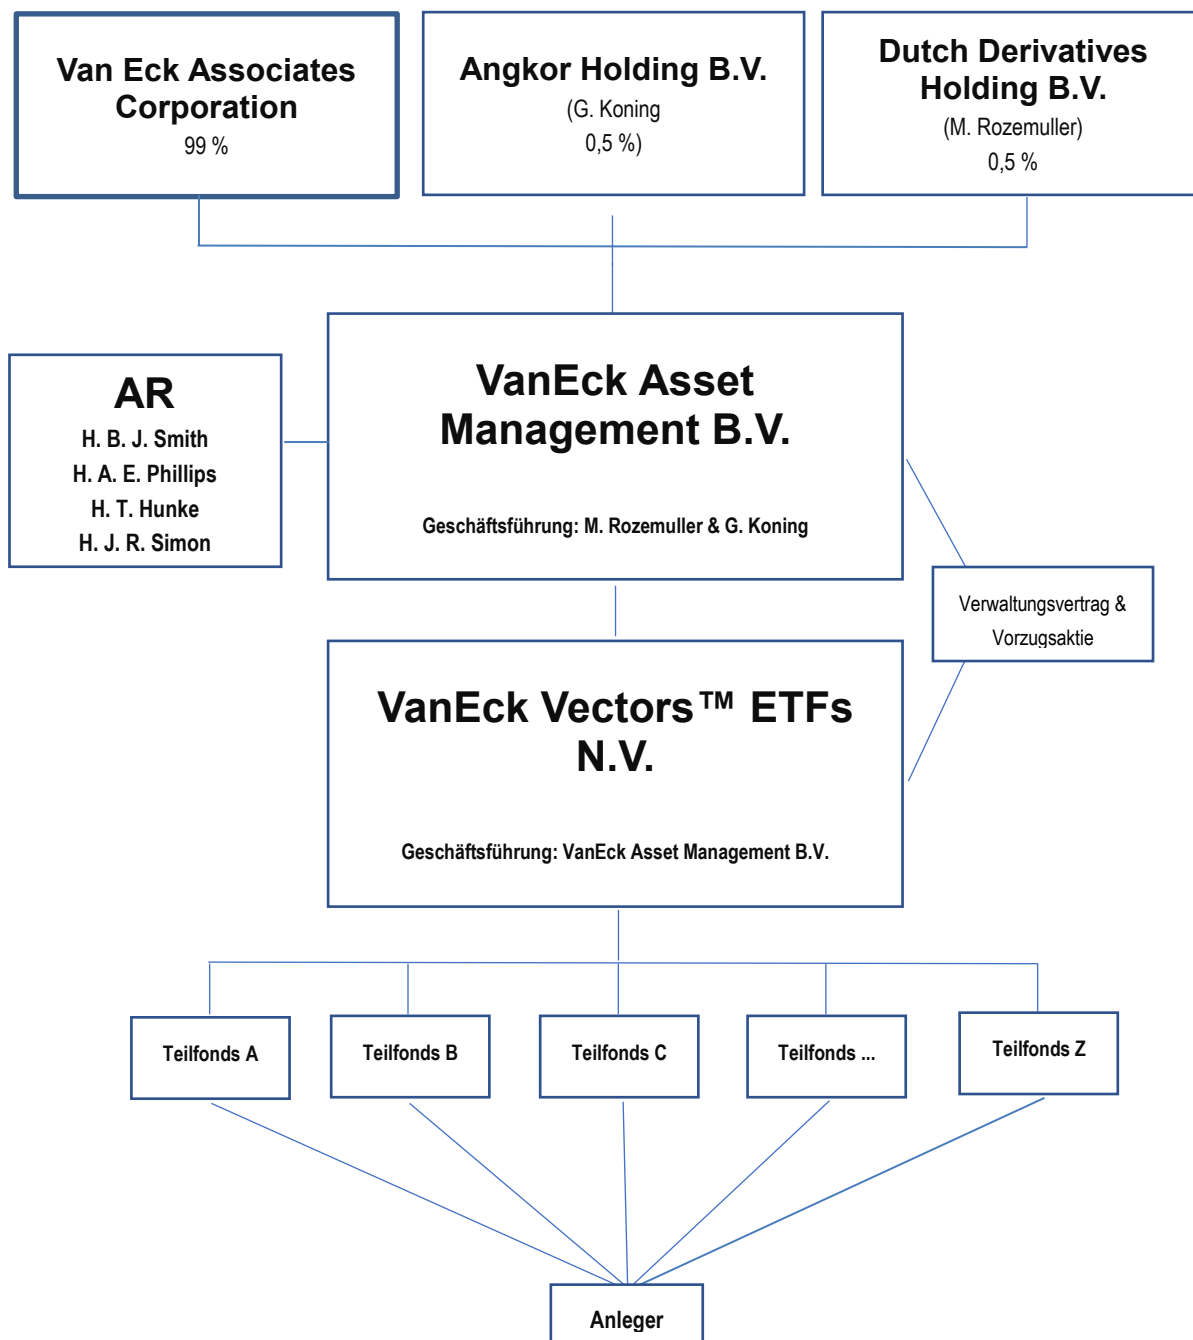 Van Eck Associates
Corporation
99 %
Angkor Holding B.V.
(G. Koning
0,5 %)
Dutch Derivatives
Holding B.V.
(M. Rozemuller)
0,5 %
VanEck Asset
Management B.V.
Geschäftsführung: M. Rozemuller & G. Koning
AR
H. B. J. Smith
H. A. E. Phillips
H. T. Hunke
H. J. R. Simon
Verwaltungsvertrag &
Vorzugsaktie
VanEck Vectors™ ETFs
N.V.
Geschäftsführung: VanEck Asset Management B.V.
Teilfonds A
Teilfonds B
Teilfonds C
Teilfonds ...
Teilfonds Z
Anleger